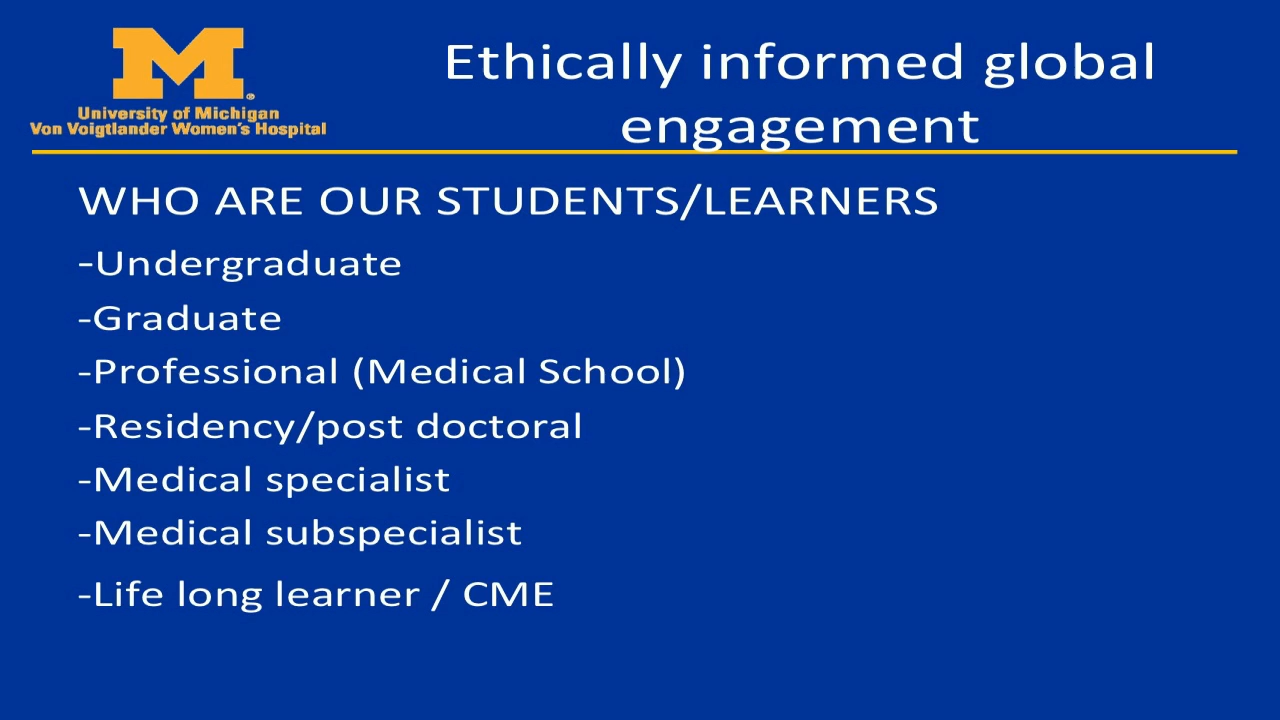 M
University of Michigan
Von Voigtlander Women's Hospital
Ethically informed global
engagement
WHO ARE OUR STUDENTS/LEARNERS
-Undergraduate
-Graduate
-Professional (Medical School)
-Residency/post doctoral
-Medical specialist
-Medical subspecialist
-Life long learner / CME